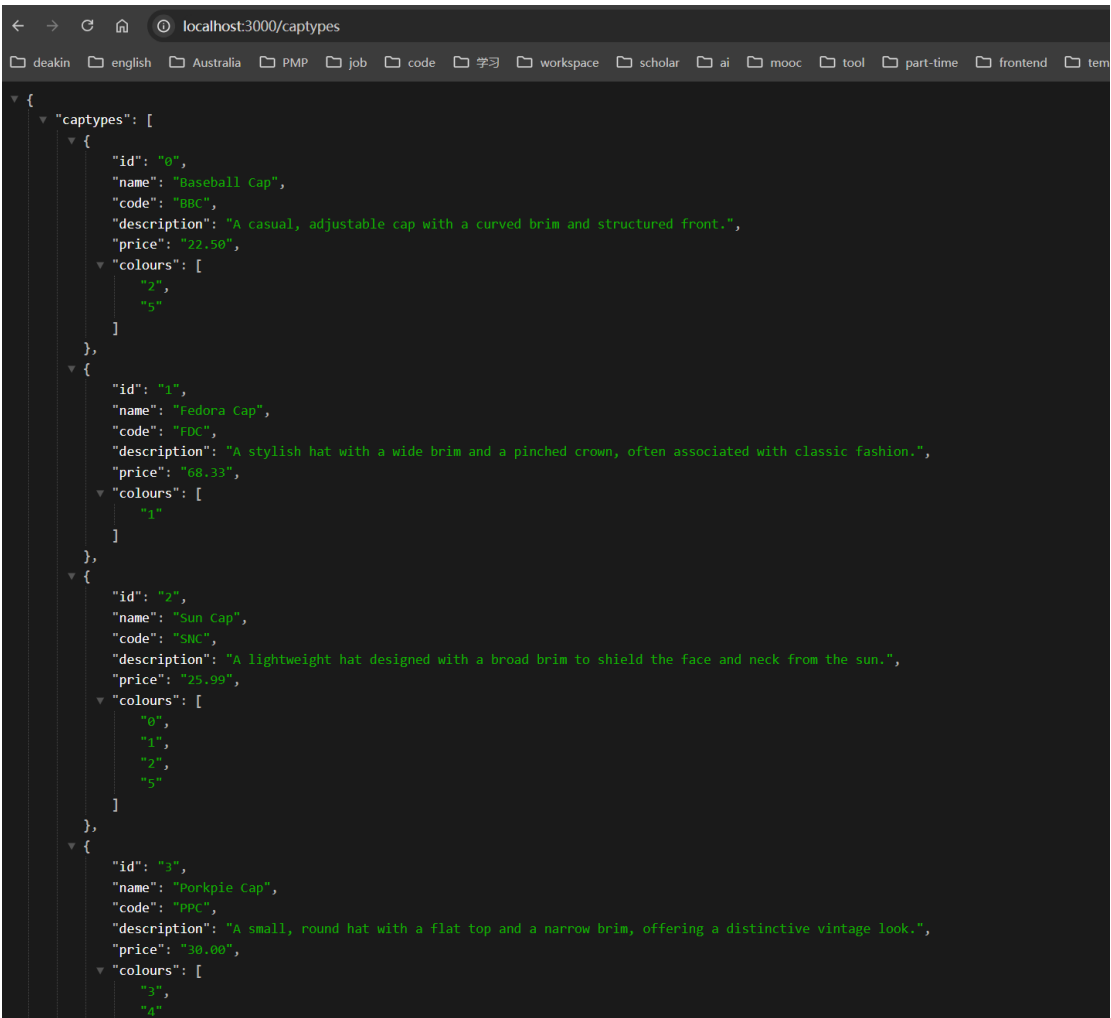 localhost:3000/captypes
deakin english Australia PMP job code 学习 workspace scholar ai mooc tool part-time frontend tem
{
"captypes": [
{
"id": "0",
"name": "Baseball Cap",
"code": "BBC",
"description": "A casual, adjustable cap with a curved brim and structured front.",
"price": "22.50",
"colours": [
"2",
"5"
]
},
{
"id": "1",
"name": "Fedora Cap",
"code": "FDC",
"description": "A stylish hat with a wide brim and a pinched crown, often associated with classic fashion.",
"price": "68.33",
"colours": [
"1"
]
},
{
"id": "2",
"name": "Sun Cap",
"code": "SNC",
"description": "A lightweight hat designed with a broad brim to shield the face and neck from the sun.",
"price": "25.99",
"colours": [
"0",
"1",
"2",
"5"
]
},
{
"id": "3",
"name": "Porkpie Cap",
"code": "PPC",
"description": "A small, round hat with a flat top and a narrow brim, offering a distinctive vintage look.",
"price": "30.00",
"colours": [
"3",
"4"